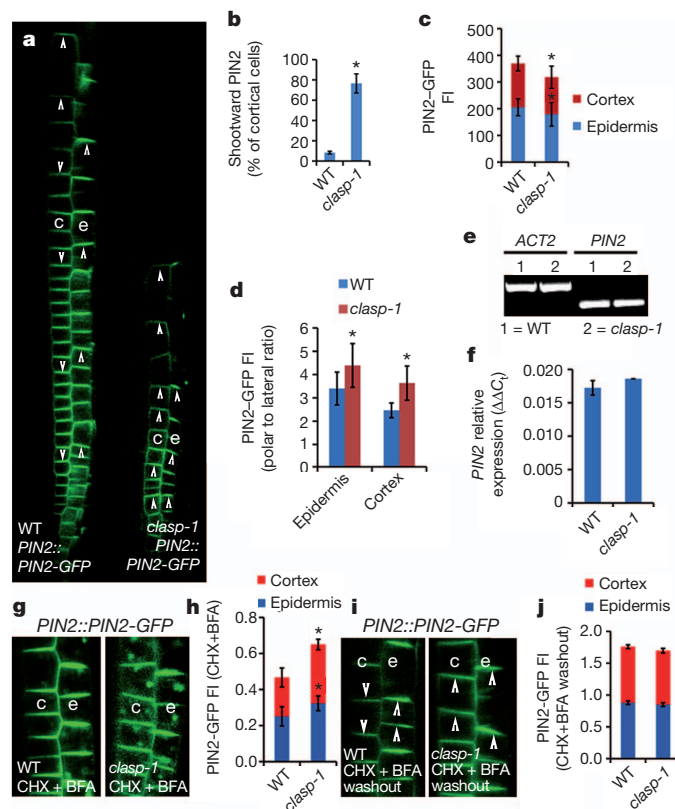 a
c e
c e
WT
PIN2::
PIN2-GFP
clasp-1
PIN2::
PIN2-GFP
b
Shootward PIN2
(% of cortical cells)
100
80
60
40
20
0
*
WT
clasp-1
c
PIN2–GFP
FI
500
400
300
200
100
0
*
*
WT
clasp-1
Cortex
Epidermis
d
WT
clasp-1
PIN2–GFP FI
(polar to lateral ratio)
6
5
4
3
2
1
0
*
*
Epidermis
Cortex
e
ACT2 PIN2
1 2 1 2
1 = WT 2 = clasp-1
f
PIN2 relative
expression (ΔΔCt)
0.020
0.015
0.010
0.005
0
WT
clasp-1
g
PIN2::PIN2-GFP
c e
WT
CHX + BFA
c e
clasp-1
CHX + BFA
h
Cortex
Epidermis
PIN2-GFP FI (CHX+BFA)
0.8
0.6
0.4
0.2
0
*
*
WT
clasp-1
i
PIN2::PIN2-GFP
c e
WT
CHX + BFA
washout
c e
clasp-1
CHX + BFA
washout
j
Cortex
Epidermis
PIN2-GFP FI
(CHX+BFA washout)
2.0
1.5
1.0
0.5
0
WT
clasp-1